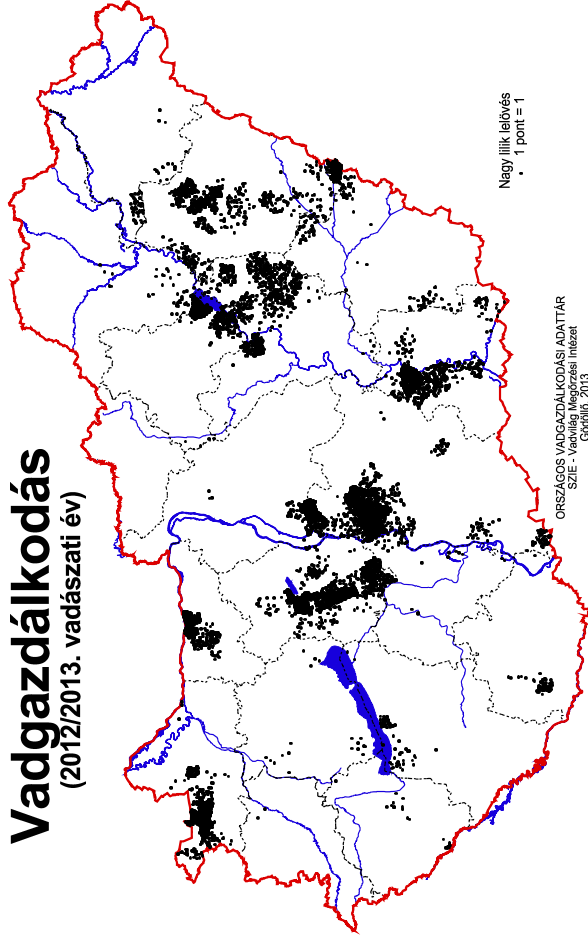 Vadgazdálkodás
(2012/2013. vadászati év)
Nagy lilik lelövés
• 1 pont = 1
ORSZÁGOS VADGAZDÁLKODÁSI ADATTÁR
SZIE - Vadvilág Megőrzési Intézet
Gödöllő, 2013